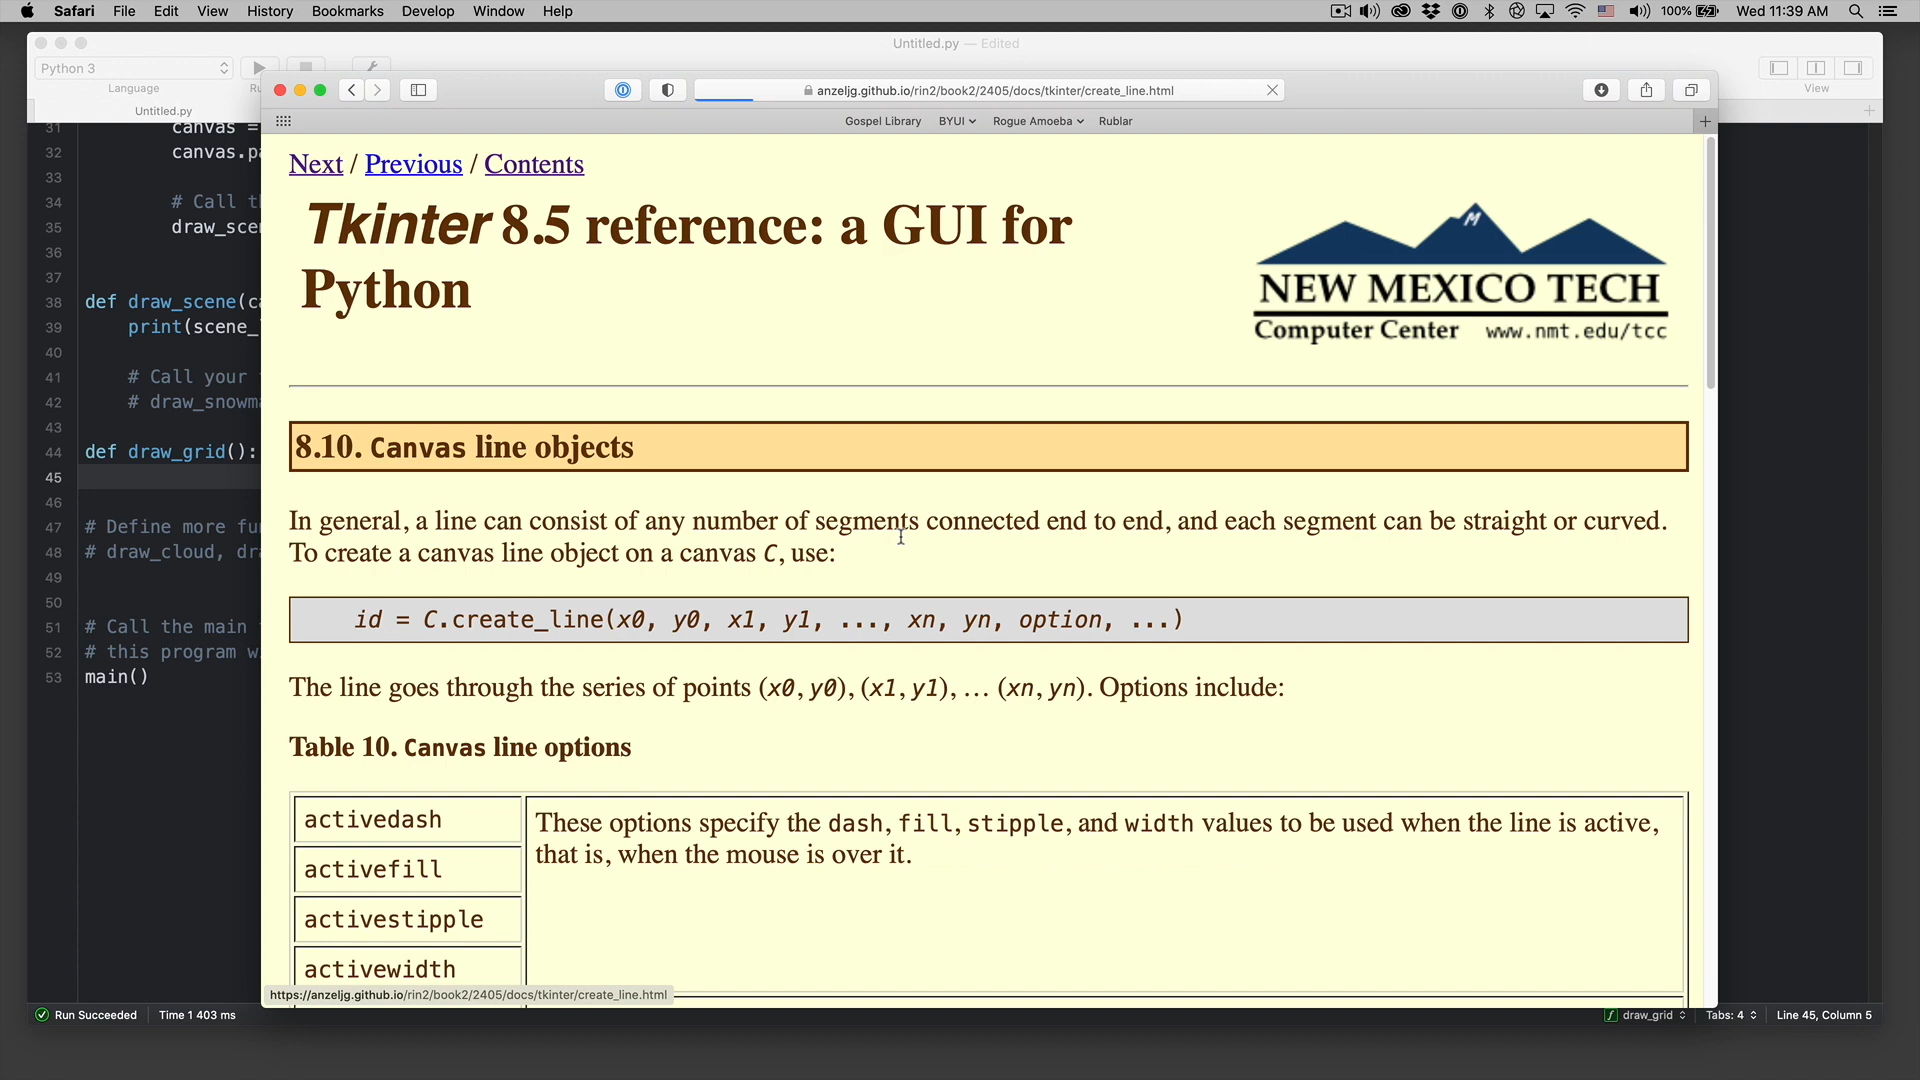 Safari File Edit View History Bookmarks Develop Window Help
100% Wed 11:39 AM
Untitled.py — Edited
Python 3
Language
View
Untitled.py
anzeljg.github.io/rin2/book2/2405/docs/tkinter/create_line.html
Gospel Library BYUI Rogue Amoeba Rublar
31 canvas =
32 canvas.pa
33
34 # Call th
35 draw_scen
36
37
38 def draw_scene(ca
39 print(scene_
40
41 # Call your
42 # draw_snowma
43
44 def draw_grid():
45
46
47 # Define more fun
48 # draw_cloud, dra
49
50
51 # Call the main
52 # this program w
53 main()
Next / Previous / Contents
Tkinter 8.5 reference: a GUI for
Python
M
NEW MEXICO TECH
Computer Center www.nmt.edu/tcc
8.10. Canvas line objects
In general, a line can consist of any number of segments connected end to end, and each segment can be straight or curved.
To create a canvas line object on a canvas C, use:
id = C.create_line(x0, y0, x1, y1, ..., xn, yn, option, ...)
The line goes through the series of points (x0, y0), (x1, y1), … (xn, yn). Options include:
Table 10. Canvas line options
activedash
activefill
activestipple
activewidth
These options specify the dash, fill, stipple, and width values to be used when the line is active,
that is, when the mouse is over it.
https://anzeljg.github.io/rin2/book2/2405/docs/tkinter/create_line.html
Run Succeeded Time 1 403 ms
draw_grid Tabs: 4 Line 45, Column 5